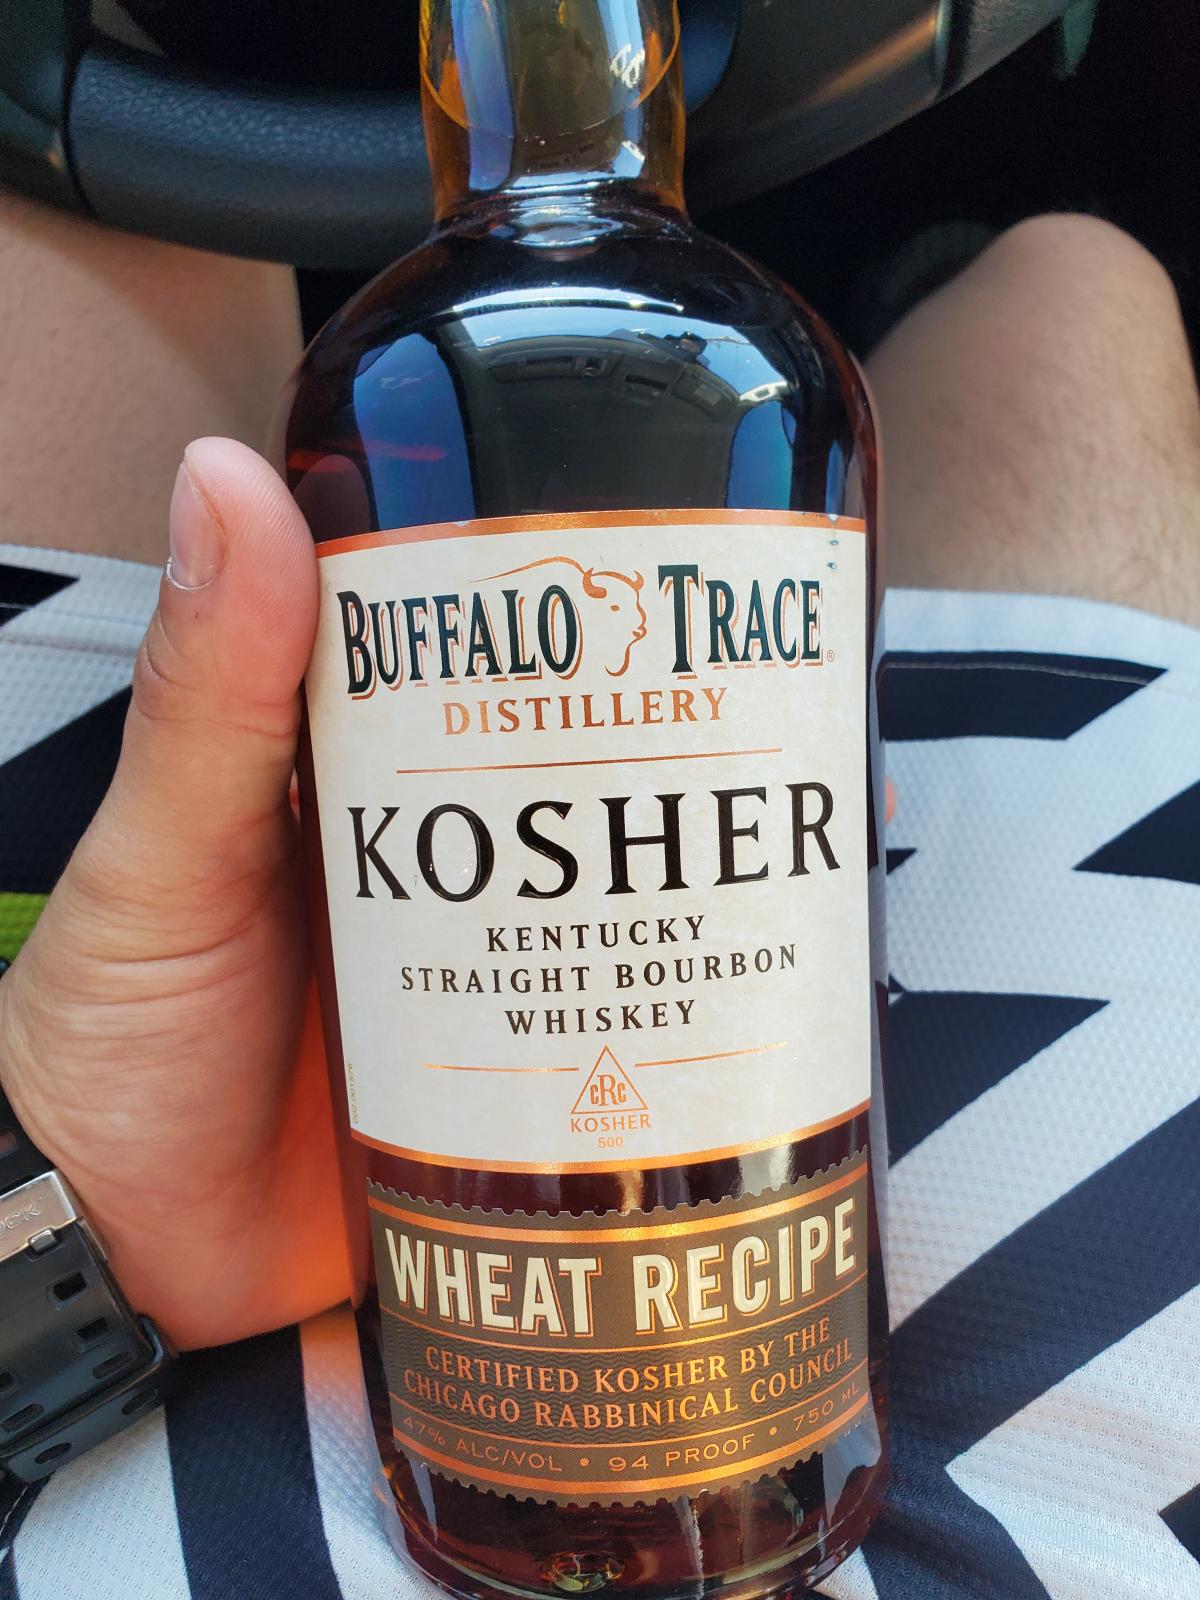 BUFFALO TRACE®
DISTILLERY
KOSHER
KENTUCKY
STRAIGHT BOURBON
WHISKEY
cRc
KOSHER
500
WHEAT RECIPE
CERTIFIED KOSHER BY THE
CHICAGO RABBINICAL COUNCIL
47% ALC/VOL • 94 PROOF • 750 ML